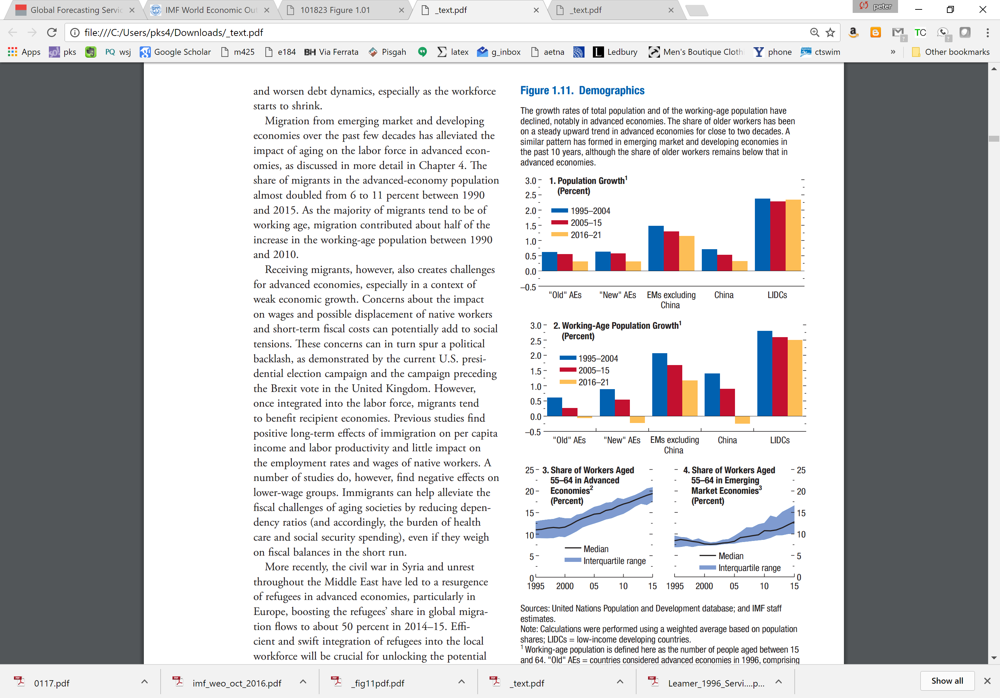 Global Forecasting Servic
IMF World Economic Out
101823 Figure 1.01
_text.pdf
_text.pdf
peter
file:///C:/Users/pks4/Downloads/_text.pdf
a
TC
?
?
Apps
so!
pks
PQ wsj
Google Scholar
m425
e184
BH Via Ferrata
Pisgah
Σ latex
g_inbox
aetna
L Ledbury
Men's Boutique Clothi
Y phone
ctswim
»
Other bookmarks
and worsen debt dynamics, especially as the workforce
starts to shrink.
Migration from emerging market and developing
economies over the past few decades has alleviated the
impact of aging on the labor force in advanced econ-
omies, as discussed in more detail in Chapter 4. The
share of migrants in the advanced-economy population
almost doubled from 6 to 11 percent between 1990
and 2015. As the majority of migrants tend to be of
working age, migration contributed about half of the
increase in the working-age population between 1990
and 2010.
Receiving migrants, however, also creates challenges
for advanced economies, especially in a context of
weak economic growth. Concerns about the impact
on wages and possible displacement of native workers
and short-term fiscal costs can potentially add to social
tensions. These concerns can in turn spur a political
backlash, as demonstrated by the current U.S. presi-
dential election campaign and the campaign preceding
the Brexit vote in the United Kingdom. However,
once integrated into the labor force, migrants tend
to benefit recipient economies. Previous studies find
positive long-term effects of immigration on per capita
income and labor productivity and little impact on
the employment rates and wages of native workers. A
number of studies do, however, find negative effects on
lower-wage groups. Immigrants can help alleviate the
fiscal challenges of aging societies by reducing depen-
dency ratios (and accordingly, the burden of health
care and social security spending), even if they weigh
on fiscal balances in the short run.
More recently, the civil war in Syria and unrest
throughout the Middle East have led to a resurgence
of refugees in advanced economies, particularly in
Europe, boosting the refugees’ share in global migra-
tion flows to about 50 percent in 2014–15. Effi-
cient and swift integration of refugees into the local
workforce will be crucial for unlocking the potential
Figure 1.11. Demographics
The growth rates of total population and of the working-age population have
declined, notably in advanced economies. The share of older workers has been
on a steady upward trend in advanced economies for close to two decades. A
similar pattern has formed in emerging market and developing economies in
the past 10 years, although the share of older workers remains below that in
advanced economies.
1. Population Growth¹
(Percent)
3.0
2.5
2.0
1.5
1.0
0.5
0.0
–0.5
1995–2004
2005–15
2016–21
"Old" AEs
"New" AEs
EMs excluding
China
China
LIDCs
2. Working-Age Population Growth¹
(Percent)
3.0
2.5
2.0
1.5
1.0
0.5
0.0
–0.5
1995–2004
2005–15
2016–21
"Old" AEs
"New" AEs
EMs excluding
China
China
LIDCs
3. Share of Workers Aged
55–64 in Advanced
Economies²
(Percent)
25
20
15
10
5
0
Median
Interquartile range
1995
2000
05
10
15
4. Share of Workers Aged
55–64 in Emerging
Market Economies³
(Percent)
25
20
15
10
5
0
Median
Interquartile range
1995
2000
05
10
15
Sources: United Nations Population and Development database; and IMF staff
estimates.
Note: Calculations were performed using a weighted average based on population
shares; LIDCs = low-income developing countries.
¹ Working-age population is defined here as the number of people aged between 15
and 64. "Old" AEs = countries considered advanced economies in 1996, comprising
0117.pdf
imf_weo_oct_2016.pdf
_fig11pdf.pdf
_text.pdf
Leamer_1996_Servi....p...
Show all